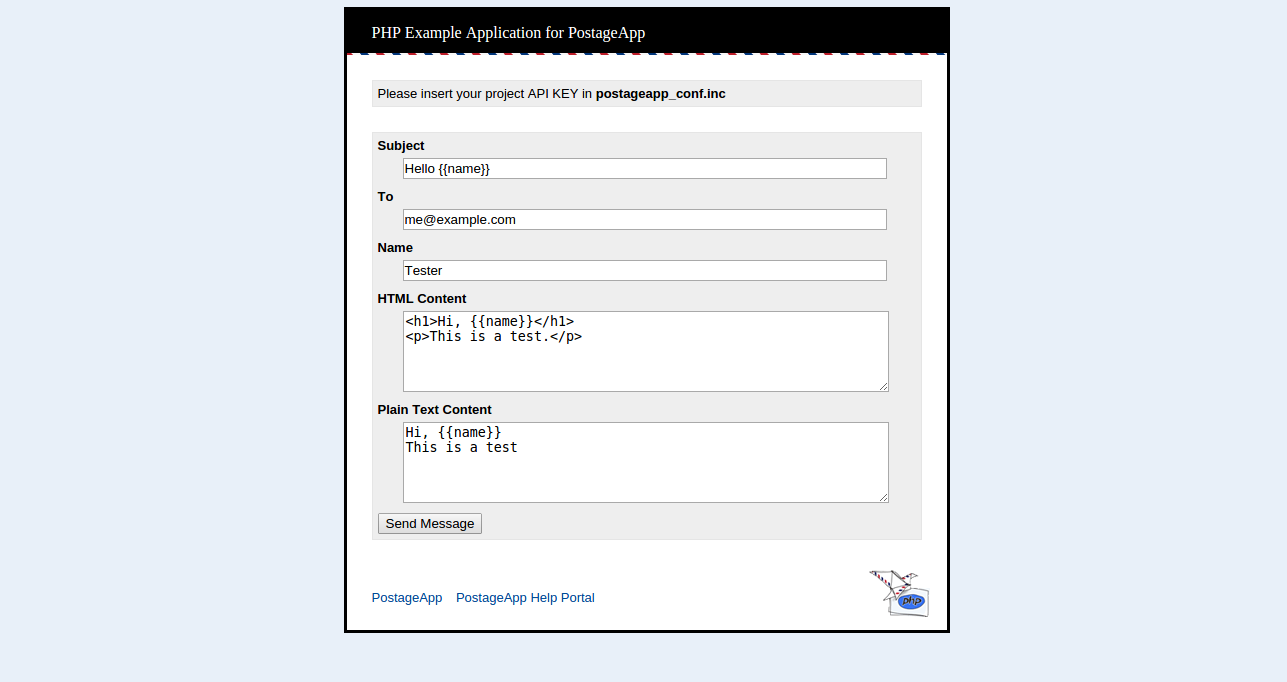 PHP Example Application for PostageApp
Please insert your project API KEY in postageapp_conf.inc
Subject
Hello {{name}}
To
me@example.com
Name
Tester
HTML Content
<h1>Hi, {{name}}</h1>
<p>This is a test.</p>
Plain Text Content
Hi, {{name}}
This is a test
Send Message
PostageApp PostageApp Help Portal
php